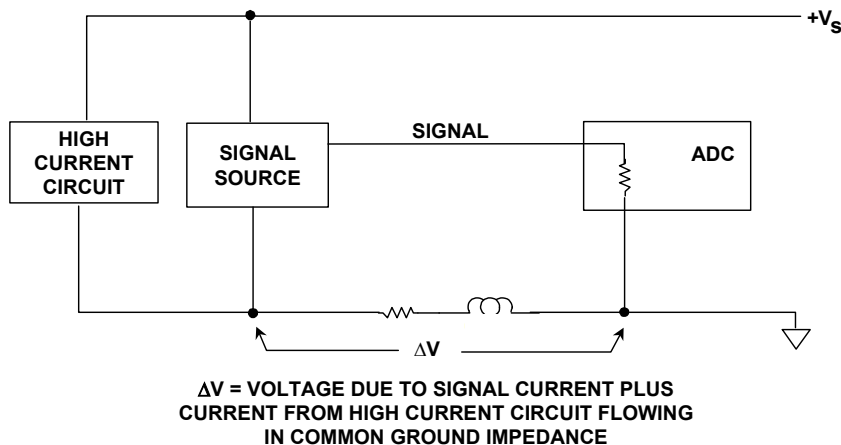 +VS
HIGH
CURRENT
CIRCUIT
SIGNAL
SOURCE
SIGNAL
ADC
ΔV
ΔV = VOLTAGE DUE TO SIGNAL CURRENT PLUS
CURRENT FROM HIGH CURRENT CIRCUIT FLOWING
IN COMMON GROUND IMPEDANCE